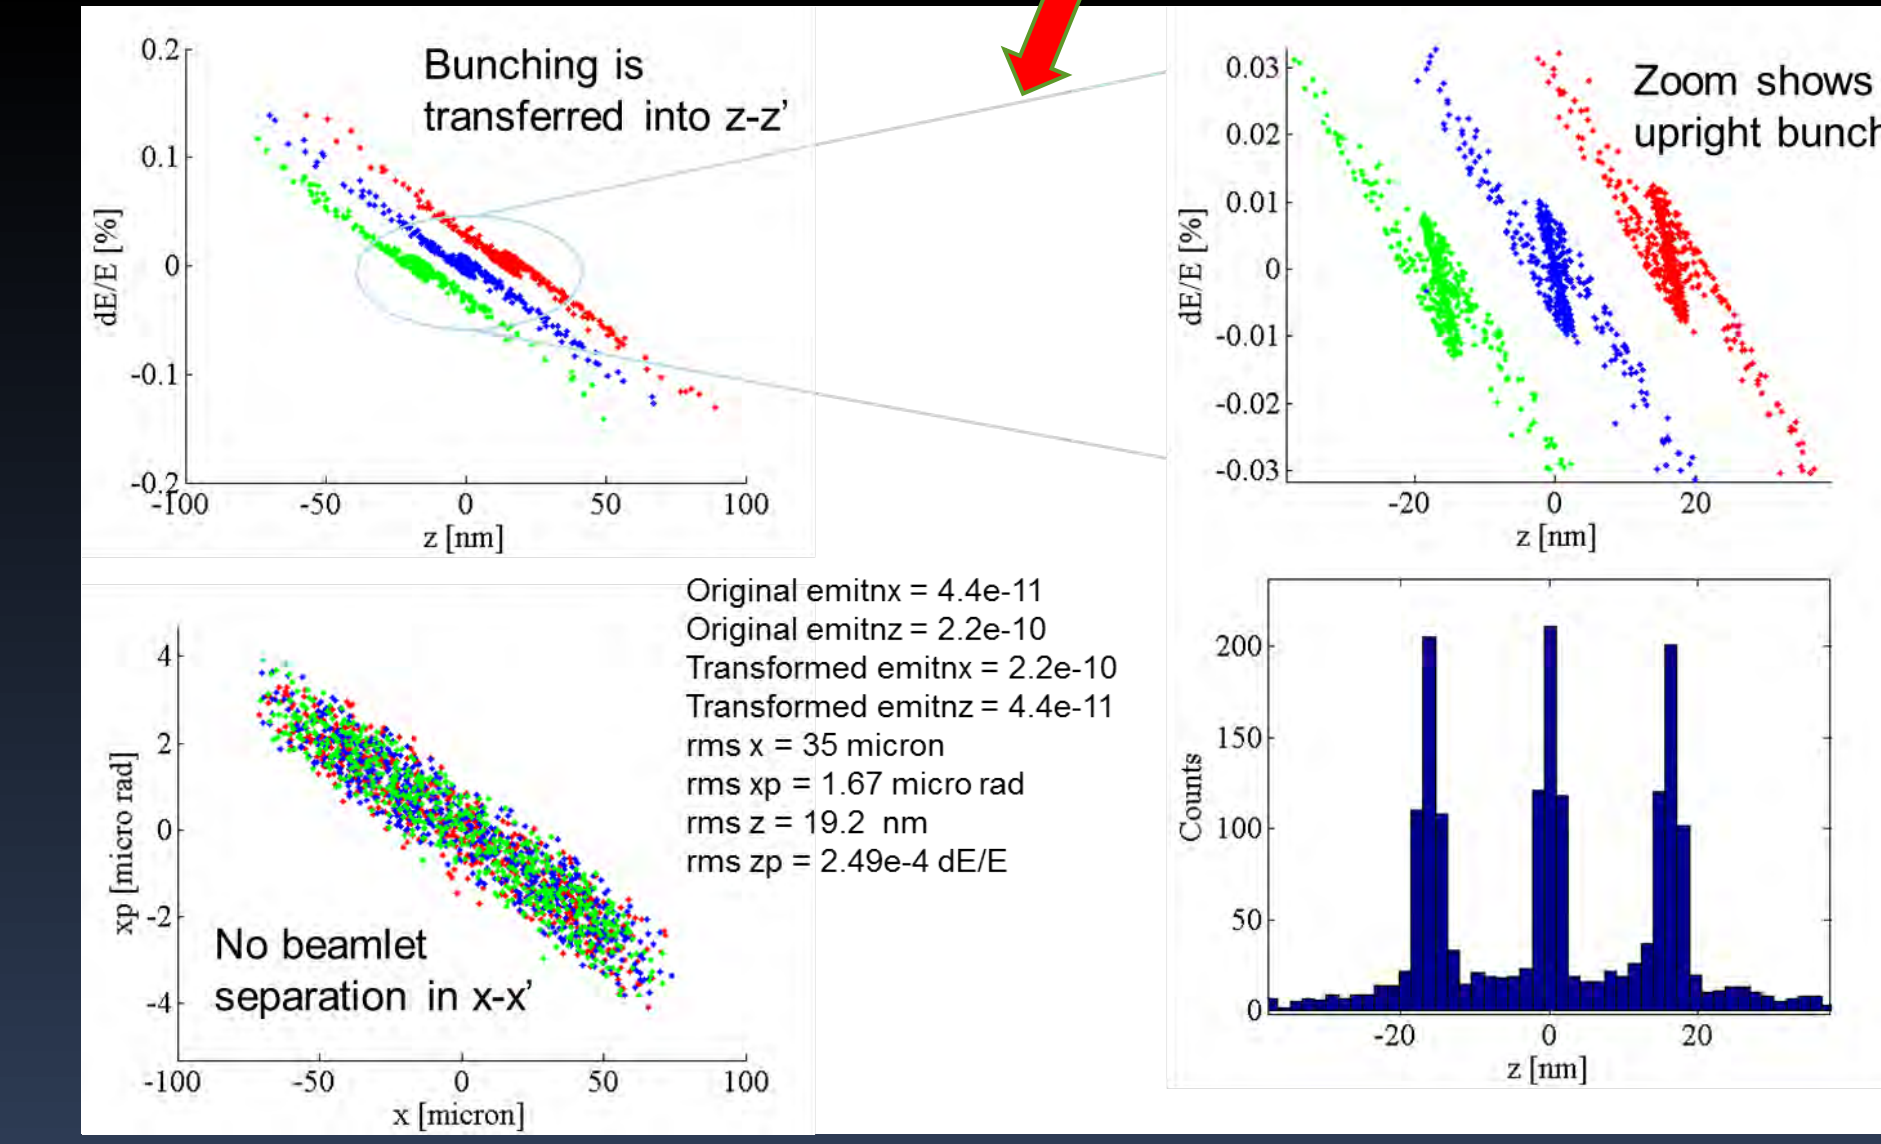 Bunching is
transferred into z-z’
0.2
0.1
0
-0.1
-0.2
dE/E [%]
-100
-50
0
50
100
z [nm]
Zoom shows
upright bunch
0.03
0.02
0.01
0
-0.01
-0.02
-0.03
dE/E [%]
-20
0
20
z [nm]
Original emitnx = 4.4e-11
Original emitnz = 2.2e-10
Transformed emitnx = 2.2e-10
Transformed emitnz = 4.4e-11
rms x = 35 micron
rms xp = 1.67 micro rad
rms z = 19.2 nm
rms zp = 2.49e-4 dE/E
4
2
0
-2
-4
xp [micro rad]
No beamlet
separation in x-x’
-100
-50
0
50
100
x [micron]
200
150
100
50
0
Counts
-20
0
20
z [nm]